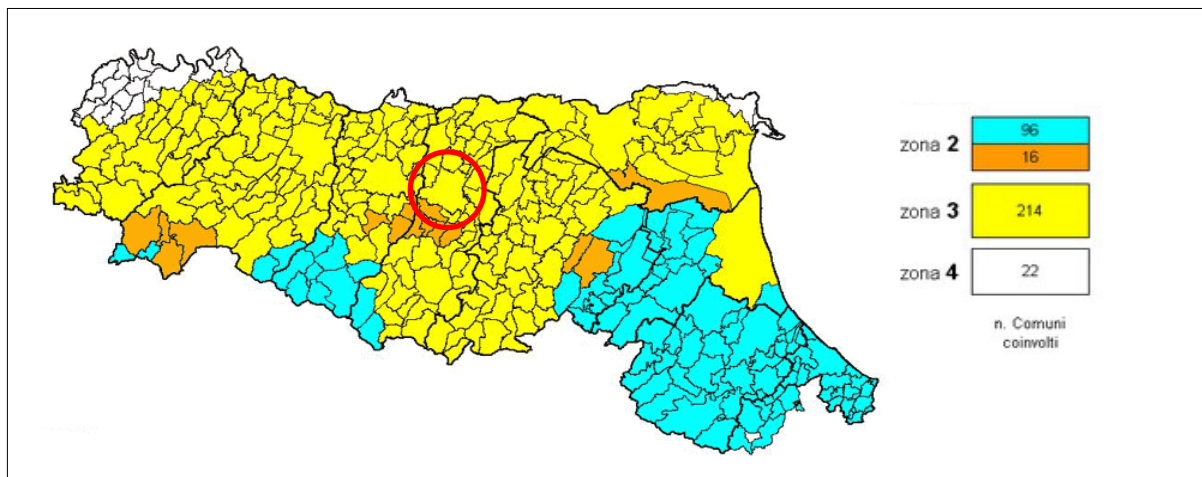 zona 2
96
16
zona 3
214
zona 4
22
n. Comuni
coinvolti